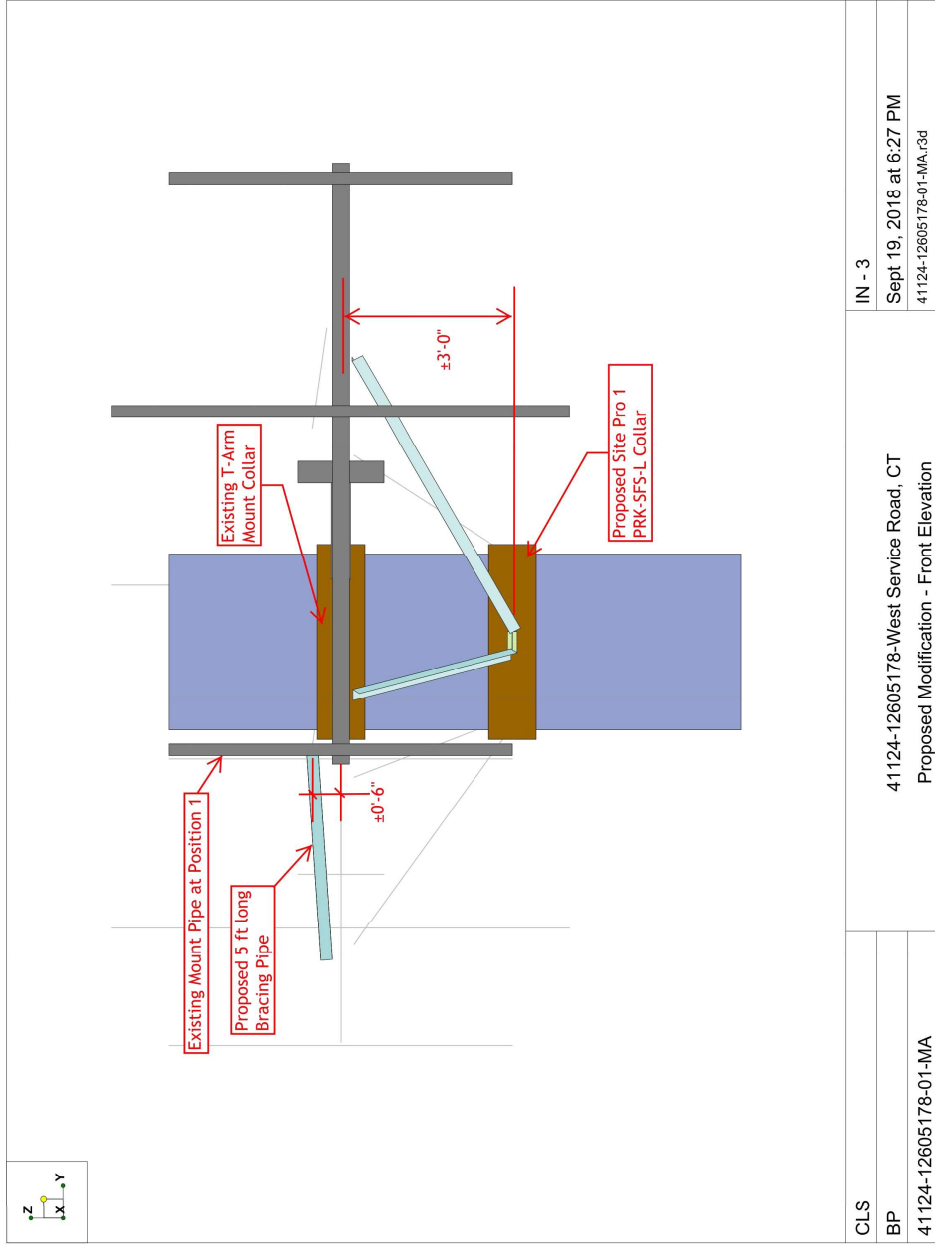 Z
X
Y
Existing Mount Pipe at Position 1
Proposed 5 ft long
Bracing Pipe
±0'-6"
Existing T-Arm
Mount Collar
±3'-0"
Proposed Site Pro 1
PRK-SFS-L Collar
CLS
BP
41124-12605178-01-MA
41124-12605178-West Service Road, CT
Proposed Modification - Front Elevation
IN - 3
Sept 19, 2018 at 6:27 PM
41124-12605178-01-MA.r3d